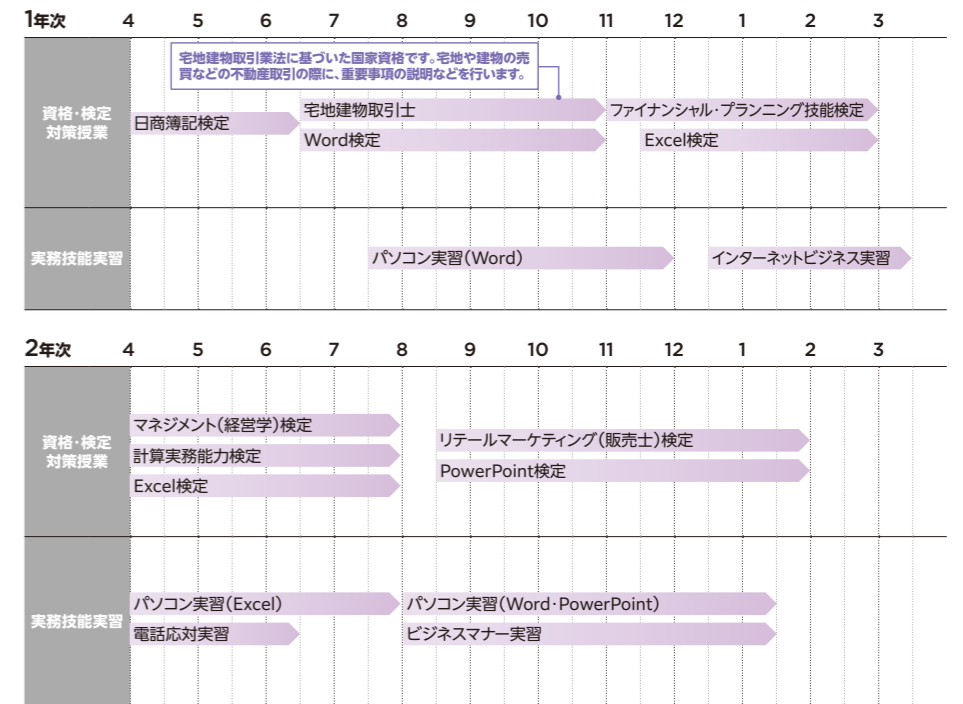 1年次 4 5 6 7 8 9 10 11 12 1 2 3
宅地建物取引業法に基づいた国家資格です。宅地や建物の売
買などの不動産取引の際に、重要事項の説明などを行います。
資格・検定
対策授業
日商簿記検定
宅地建物取引士
ファイナンシャル・プランニング技能検定
Word検定
Excel検定
実務技能実習
パソコン実習(Word)
インターネットビジネス実習
2年次 4 5 6 7 8 9 10 11 12 1 2 3
資格・検定
対策授業
マネジメント(経営学)検定
計算実務能力検定
Excel検定
リテールマーケティング(販売士)検定
PowerPoint検定
実務技能実習
パソコン実習(Excel)
パソコン実習(Word・PowerPoint)
電話応対実習
ビジネスマナー実習